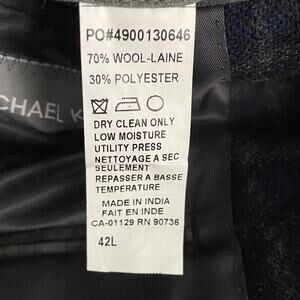 PO#4900130646
70% WOOL-LAINE
30% POLYESTER
DRY CLEAN ONLY
LOW MOISTURE
UTILITY PRESS
NETTOYAGE A SEC
SEULEMENT
REPASSER A BASSE
TEMPERATURE
MADE IN INDIA
FAIT EN INDE
CA-01129 RN 90736
42L
CHAEL K